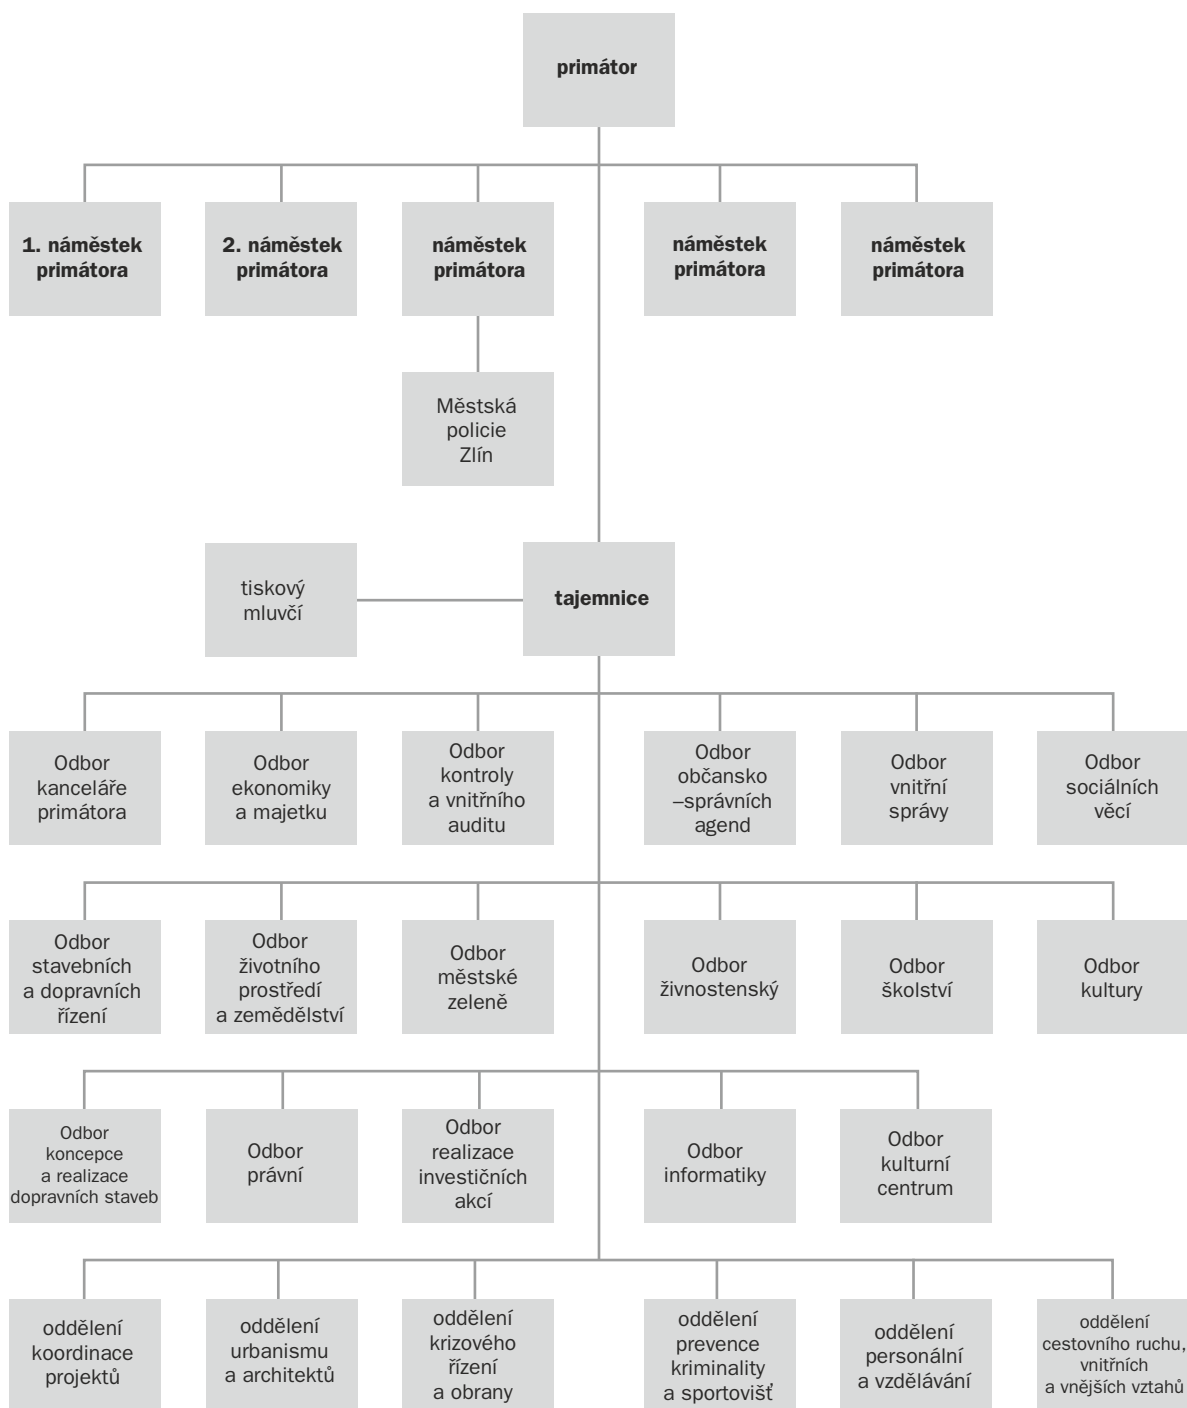 primátor
1. náměstek
primátora
2. náměstek
primátora
náměstek
primátora
náměstek
primátora
náměstek
primátora
Městská
policie
Zlín
tiskový
mluvčí
tajemnice
Odbor
kanceláře
primátora
Odbor
ekonomiky
a majetku
Odbor
kontroly
a vnitřního
auditu
Odbor
občansko
–správních
agend
Odbor
vnitřní
správy
Odbor
sociálních
věcí
Odbor
stavebních
a dopravních
řízení
Odbor
životního
prostředí
a zemědělství
Odbor
městské
zeleně
Odbor
živnostenský
Odbor
školství
Odbor
kultury
Odbor
koncepce
a realizace
dopravních staveb
Odbor
právní
Odbor
realizace
investičních
akcí
Odbor
informatiky
Odbor
kulturní
centrum
oddělení
koordinace
projektů
oddělení
urbanismu
a architektů
oddělení
krizového
řízení
a obrany
oddělení
prevence
kriminality
a sportovišť
oddělení
personální
a vzdělávání
oddělení
cestovního ruchu,
vnitřních
a vnějších vztahů